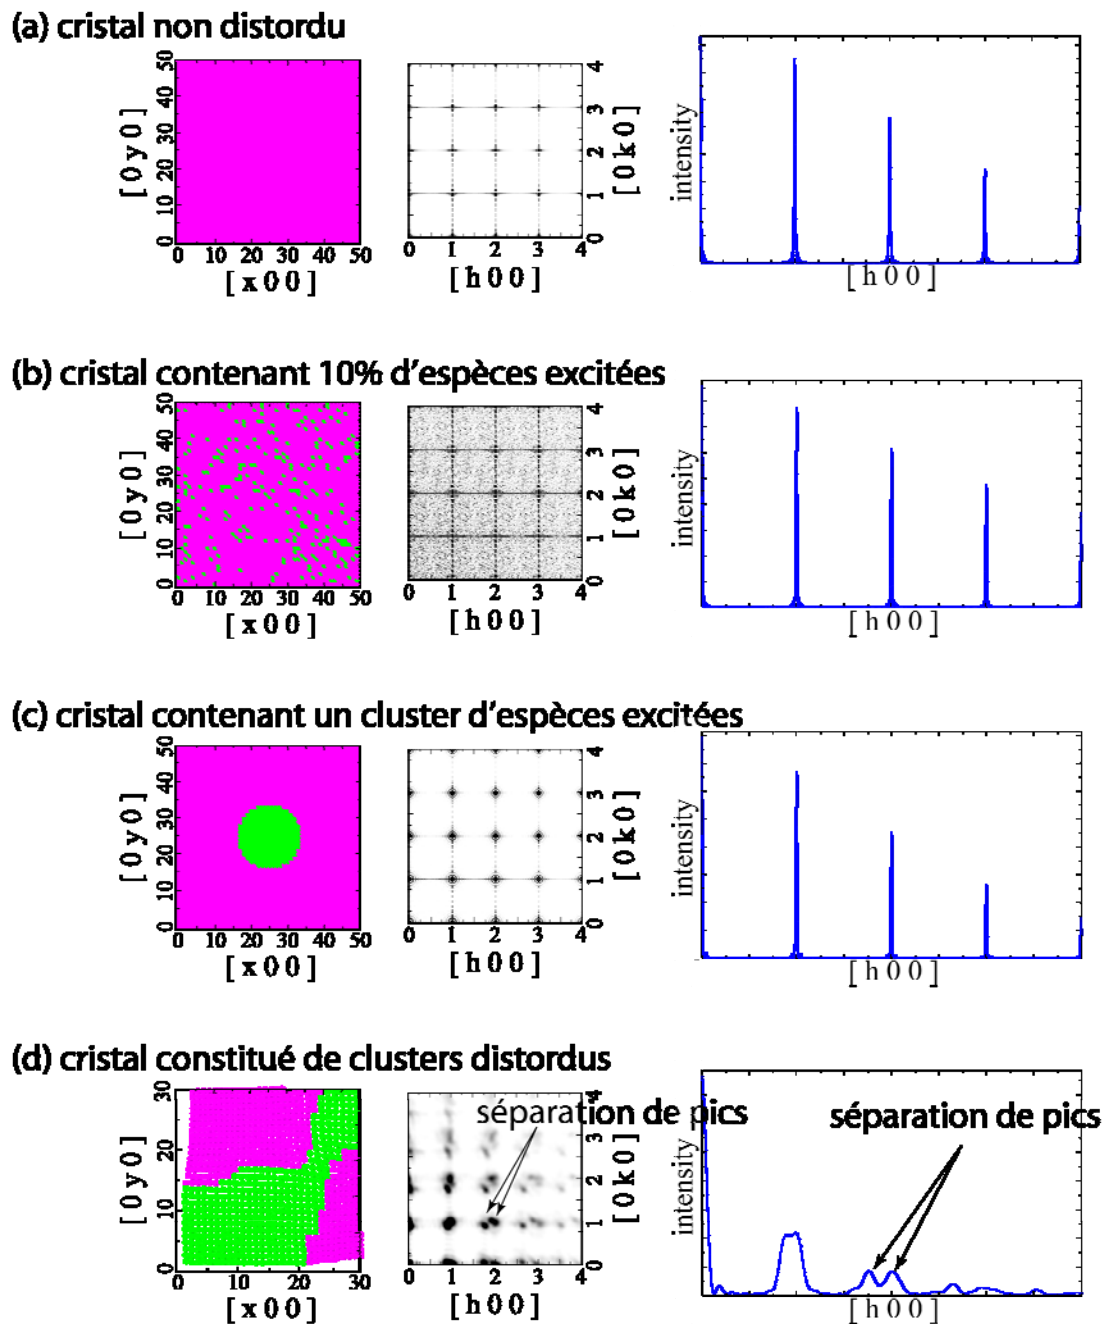 (a) cristal non distordu
[ 0 y 0 ]
50
40
30
20
10
0
0 10 20 30 40 50
[ x 0 0 ]
4
3
2
1
0
[ 0 k 0 ]
0 1 2 3 4
[ h 0 0 ]
intensity
[ h 0 0 ]
(b) cristal contenant 10% d'espèces excitées
[ 0 y 0 ]
50
40
30
20
10
0
0 10 20 30 40 50
[ x 0 0 ]
4
3
2
1
0
[ 0 k 0 ]
0 1 2 3 4
[ h 0 0 ]
intensity
[ h 0 0 ]
(c) cristal contenant un cluster d'espèces excitées
[ 0 y 0 ]
50
40
30
20
10
0
0 10 20 30 40 50
[ x 0 0 ]
4
3
2
1
0
[ 0 k 0 ]
0 1 2 3 4
[ h 0 0 ]
intensity
[ h 0 0 ]
(d) cristal constitué de clusters distordus
[ 0 y 0 ]
30
20
10
0
0 10 20 30
[ x 0 0 ]
séparation de pics
4
3
2
1
0
[ 0 k 0 ]
0 1 2 3 4
[ h 0 0 ]
séparation de pics
intensity
[ h 0 0 ]